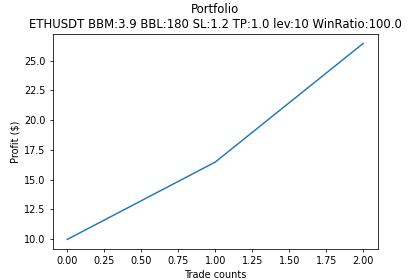 Portfolio
ETHUSDT BBM:3.9 BBL:180 SL:1.2 TP:1.0 lev:10 WinRatio:100.0
25.0
22.5
20.0
17.5
15.0
12.5
10.0
Profit ($)
0.00 0.25 0.50 0.75 1.00 1.25 1.50 1.75 2.00
Trade counts